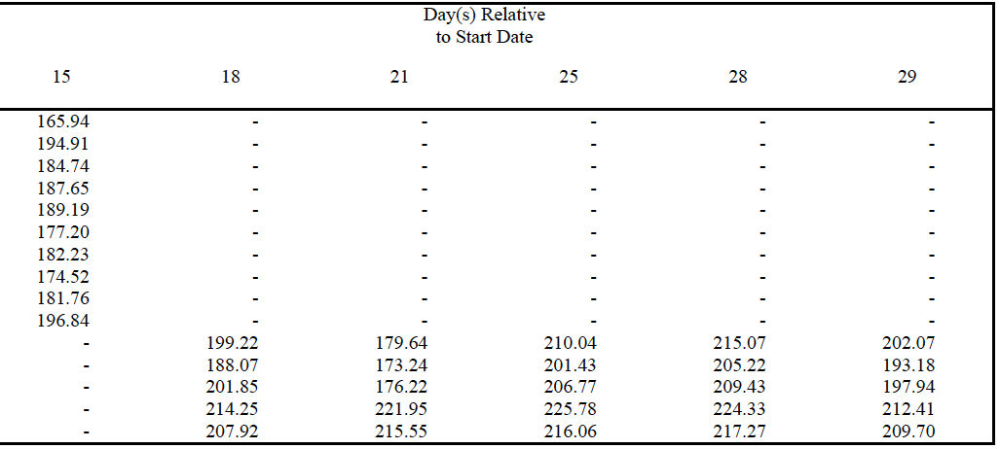 Day(s) Relative
to Start Date
15 18 21 25 28 29
165.94 - - - - -
194.91 - - - - -
184.74 - - - - -
187.65 - - - - -
189.19 - - - - -
177.20 - - - - -
182.23 - - - - -
174.52 - - - - -
181.76 - - - - -
196.84 - - - - -
- 199.22 179.64 210.04 215.07 202.07
- 188.07 173.24 201.43 205.22 193.18
- 201.85 176.22 206.77 209.43 197.94
- 214.25 221.95 225.78 224.33 212.41
- 207.92 215.55 216.06 217.27 209.70